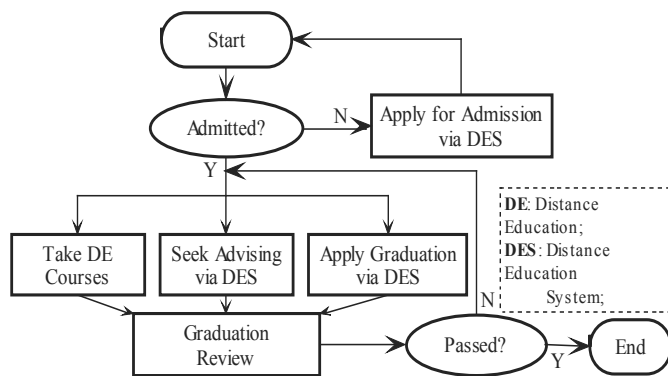 Start
Admitted?
N
Apply for Admission
via DES
Y
DE: Distance
Education;
DES: Distance
Education
System;
Take DE
Courses
Seek Advising
via DES
Apply Graduation
via DES
N
Graduation
Review
Passed?
Y
End